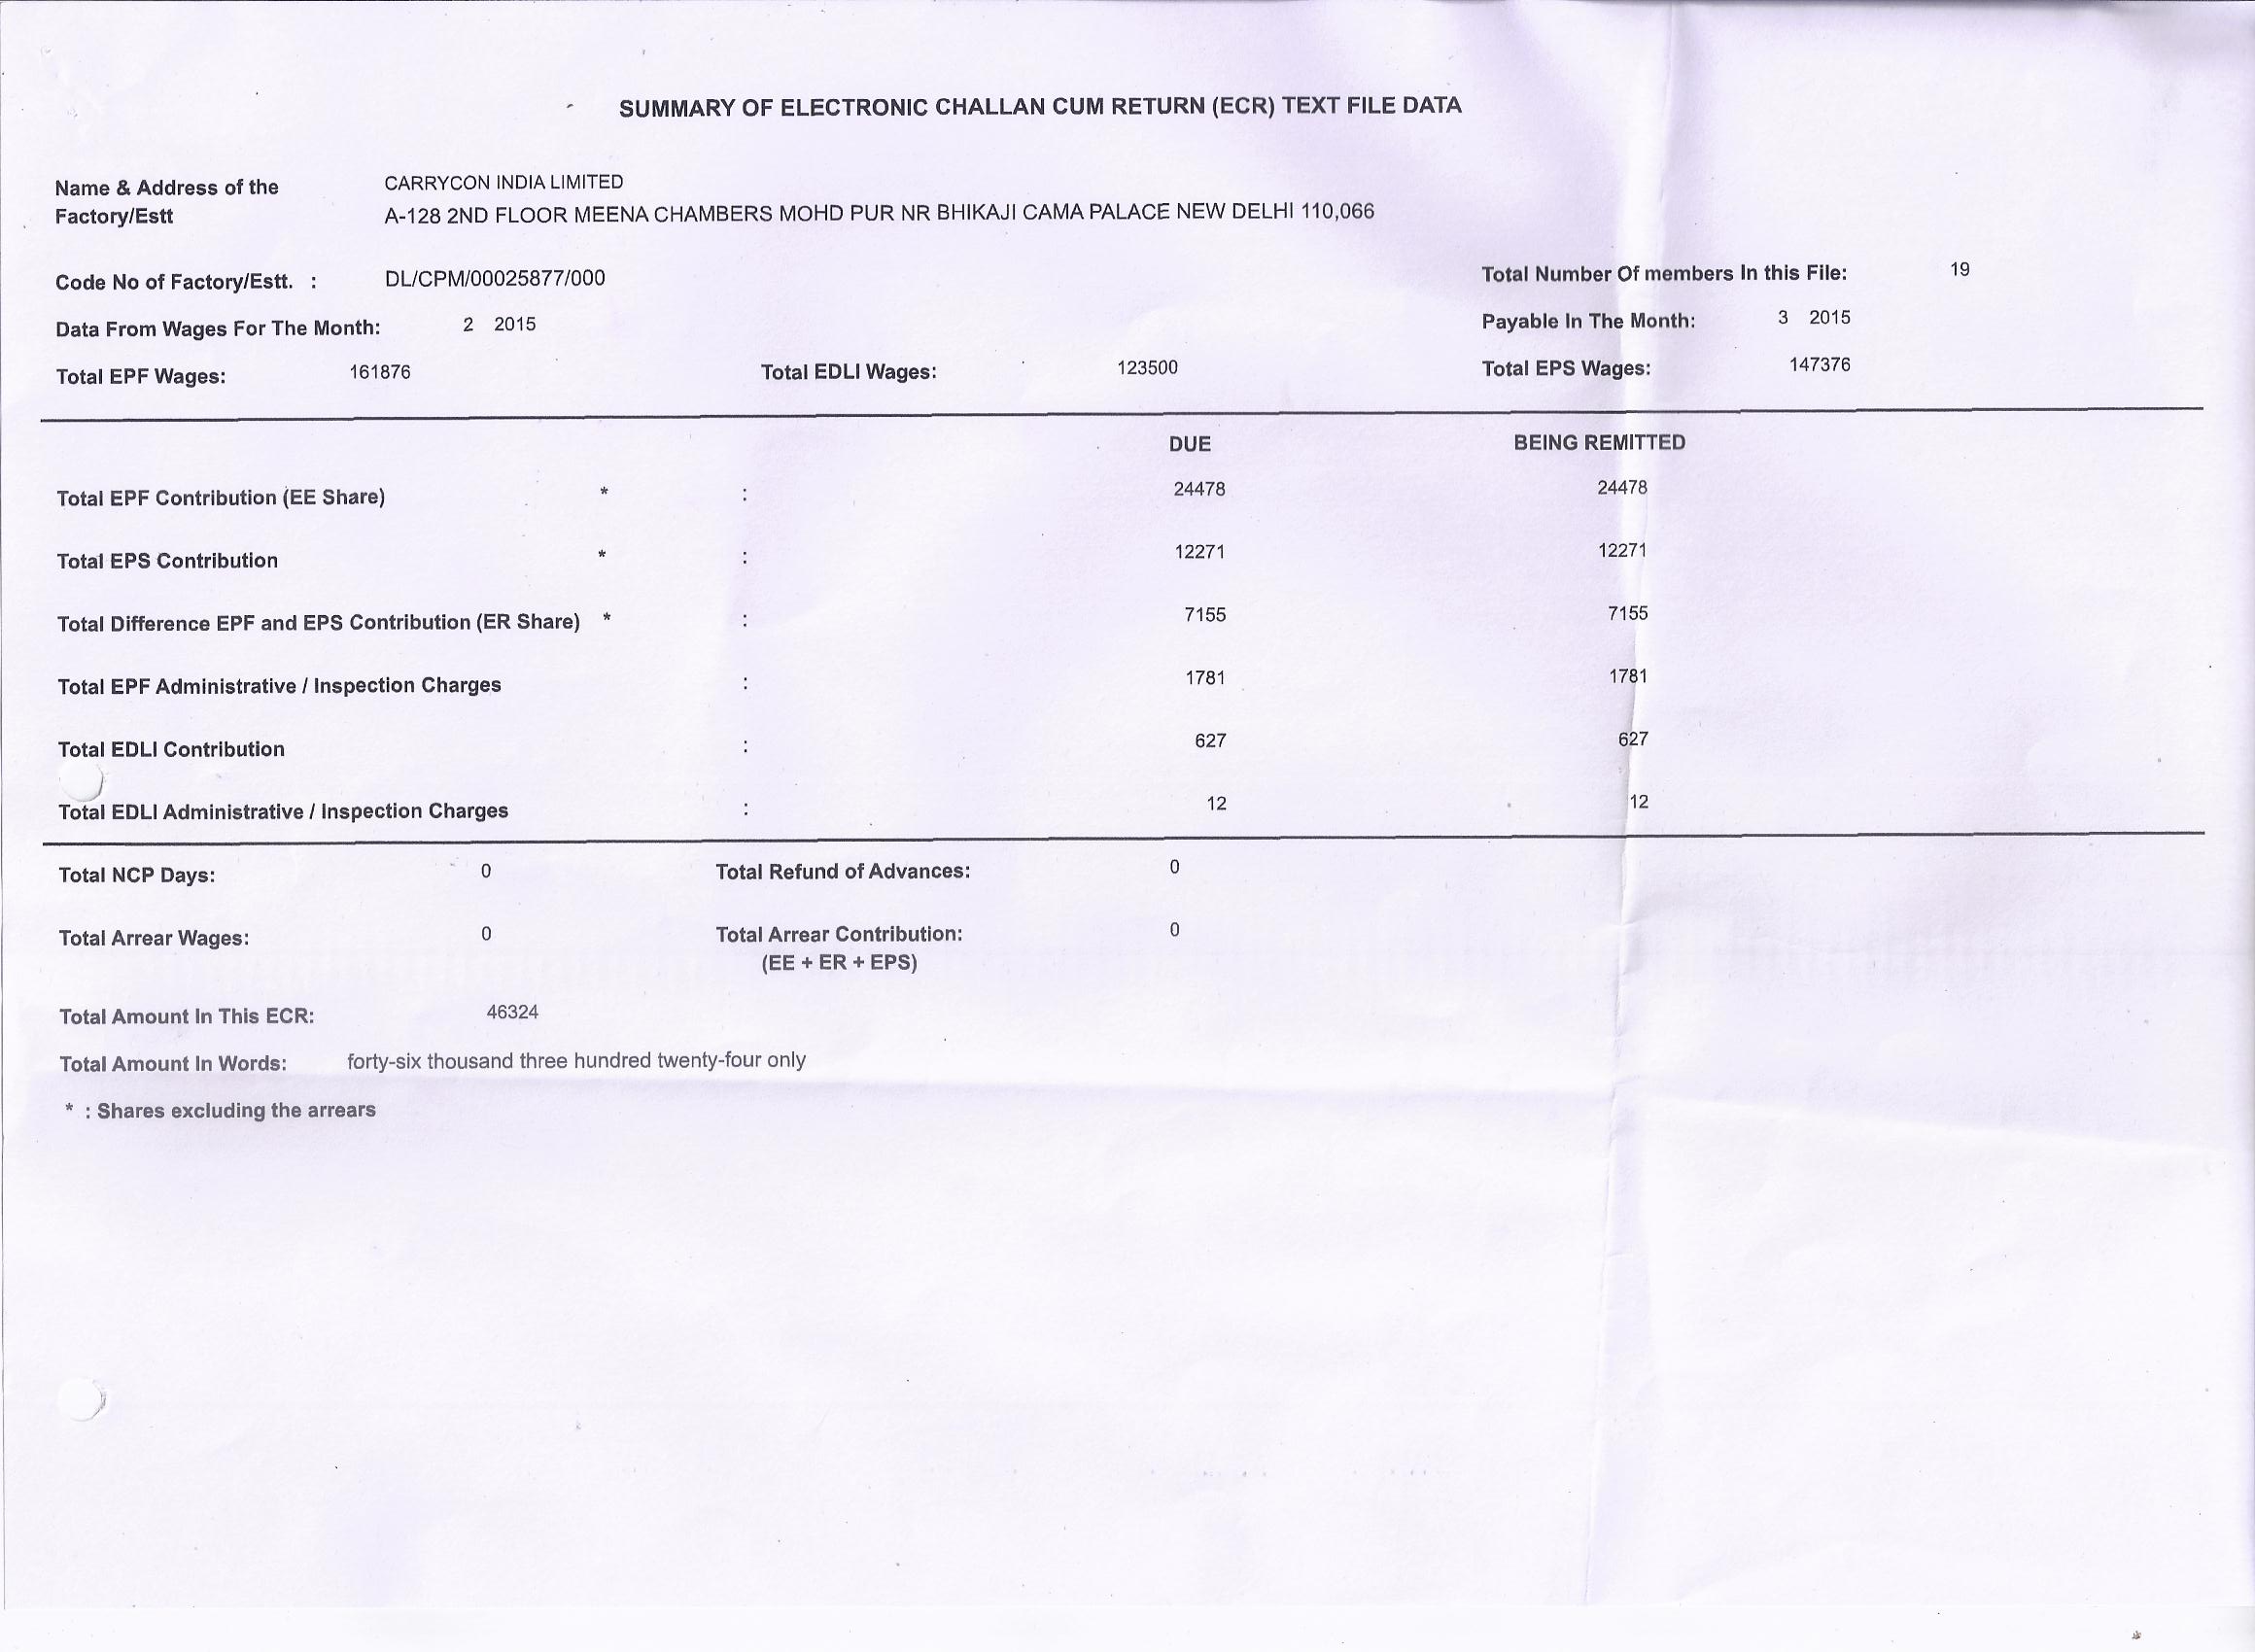 SUMMARY OF ELECTRONIC CHALLAN CUM RETURN (ECR) TEXT FILE DATA
Name & Address of the Factory/Estt
CARRYCON INDIA LIMITED
A-128 2ND FLOOR MEENA CHAMBERS MOHD PUR NR BHIKAJI CAMA PALACE NEW DELHI 110,066
Code No of Factory/Estt. : DL/CPM/00025877/000 Total Number Of members In this File: 19
Data From Wages For The Month: 2 2015 Payable In The Month: 3 2015
Total EPF Wages: 161876 Total EDLI Wages: 123500 Total EPS Wages: 147376
DUE BEING REMITTED
Total EPF Contribution (EE Share) * : 24478 24478
Total EPS Contribution * : 12271 12271
Total Difference EPF and EPS Contribution (ER Share) * : 7155 7155
Total EPF Administrative / Inspection Charges : 1781 1781
Total EDLI Contribution : 627 627
Total EDLI Administrative / Inspection Charges : 12 12
Total NCP Days: 0 Total Refund of Advances: 0
Total Arrear Wages: 0 Total Arrear Contribution: 0
(EE + ER + EPS)
Total Amount In This ECR: 46324
Total Amount In Words: forty-six thousand three hundred twenty-four only
* : Shares excluding the arrears